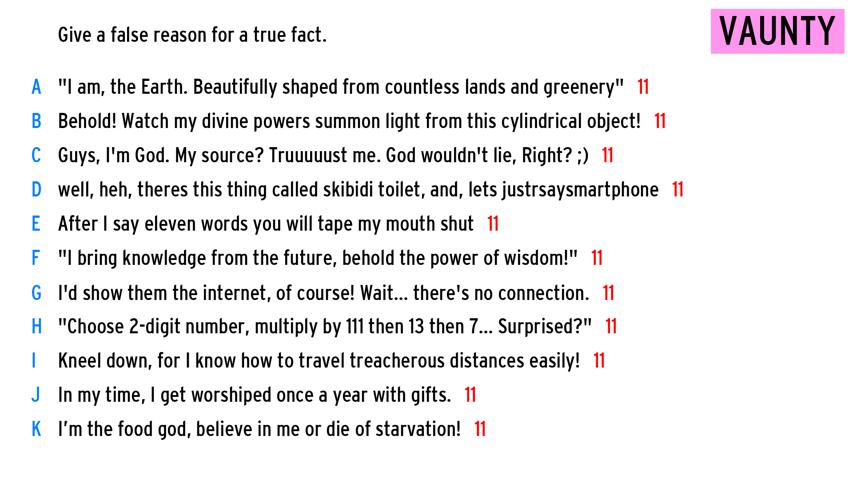 Give a false reason for a true fact.
VAUNTY
A "I am, the Earth. Beautifully shaped from countless lands and greenery" 11
B Behold! Watch my divine powers summon light from this cylindrical object! 11
C Guys, I'm God. My source? Truuuust me. God wouldn't lie, Right? ;) 11
D well, heh, theres this thing called skibidi toilet, and, lets justrsaysmartphone 11
E After I say eleven words you will tape my mouth shut 11
F "I bring knowledge from the future, behold the power of wisdom!" 11
G I'd show them the internet, of course! Wait... there's no connection. 11
H "Choose 2-digit number, multiply by 111 then 13 then 7... Surprised?" 11
I Kneel down, for I know how to travel treacherous distances easily! 11
J In my time, I get worshiped once a year with gifts. 11
K I’m the food god, believe in me or die of starvation! 11